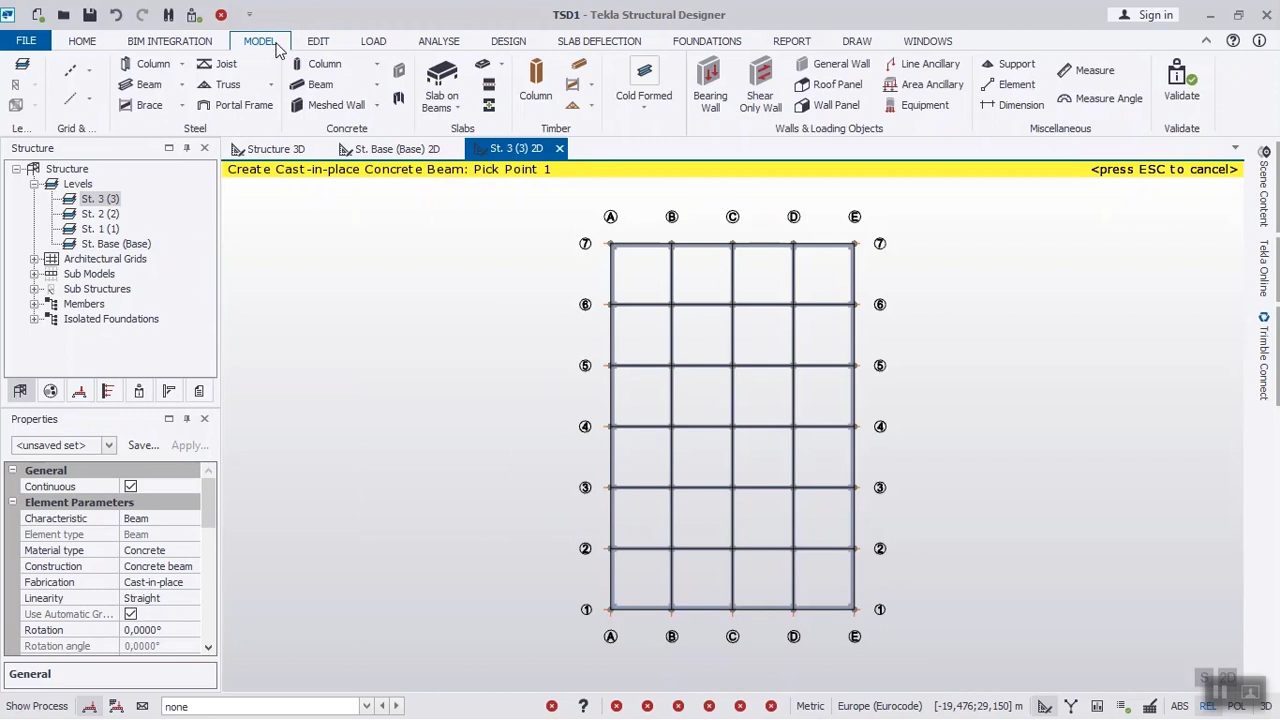 TSD1 - Tekla Structural Designer
Sign in
FILE HOME BIM INTEGRATION MODEL EDIT LOAD ANALYSE DESIGN SLAB DEFLECTION FOUNDATIONS REPORT DRAW WINDOWS
Column Joist Column General Wall Line Ancillary Support Measure
Beam Truss Beam Slab on Beams Column Cold Formed Bearing Wall Shear Only Wall Roof Panel Area Ancillary Element Measure Angle Validate
Brace Portal Frame Meshed Wall Wall Panel Equipment Dimension
Le... Grid & ... Steel Concrete Slabs Timber Walls & Loading Objects Miscellaneous Validate
Structure
Structure 3D St. Base (Base) 2D St. 3 (3) 2D
Create Cast-in-place Concrete Beam: Pick Point 1 <press ESC to cancel>
Structure
Levels
St. 3 (3)
St. 2 (2)
St. 1 (1)
St. Base (Base)
Architectural Grids
Sub Models
Sub Structures
Members
Isolated Foundations
Properties
<unsaved set> Save... Apply...
General
Continuous
Element Parameters
Characteristic Beam
Element type Beam
Material type Concrete
Construction Concrete beam
Fabrication Cast-in-place
Linearity Straight
Use Automatic Gr...
Rotation 0,0000°
Rotation angle 0,0000°
General
A B C D E
7 7
6 6
5 5
4 4
3 3
2 2
1 1
A B C D E
Scene Content
Tekla Online
Trimble Connect
S 2D
Show Process none Metric Europe (Eurocode) [-19,476;29,150] m ABS REL POL 3D